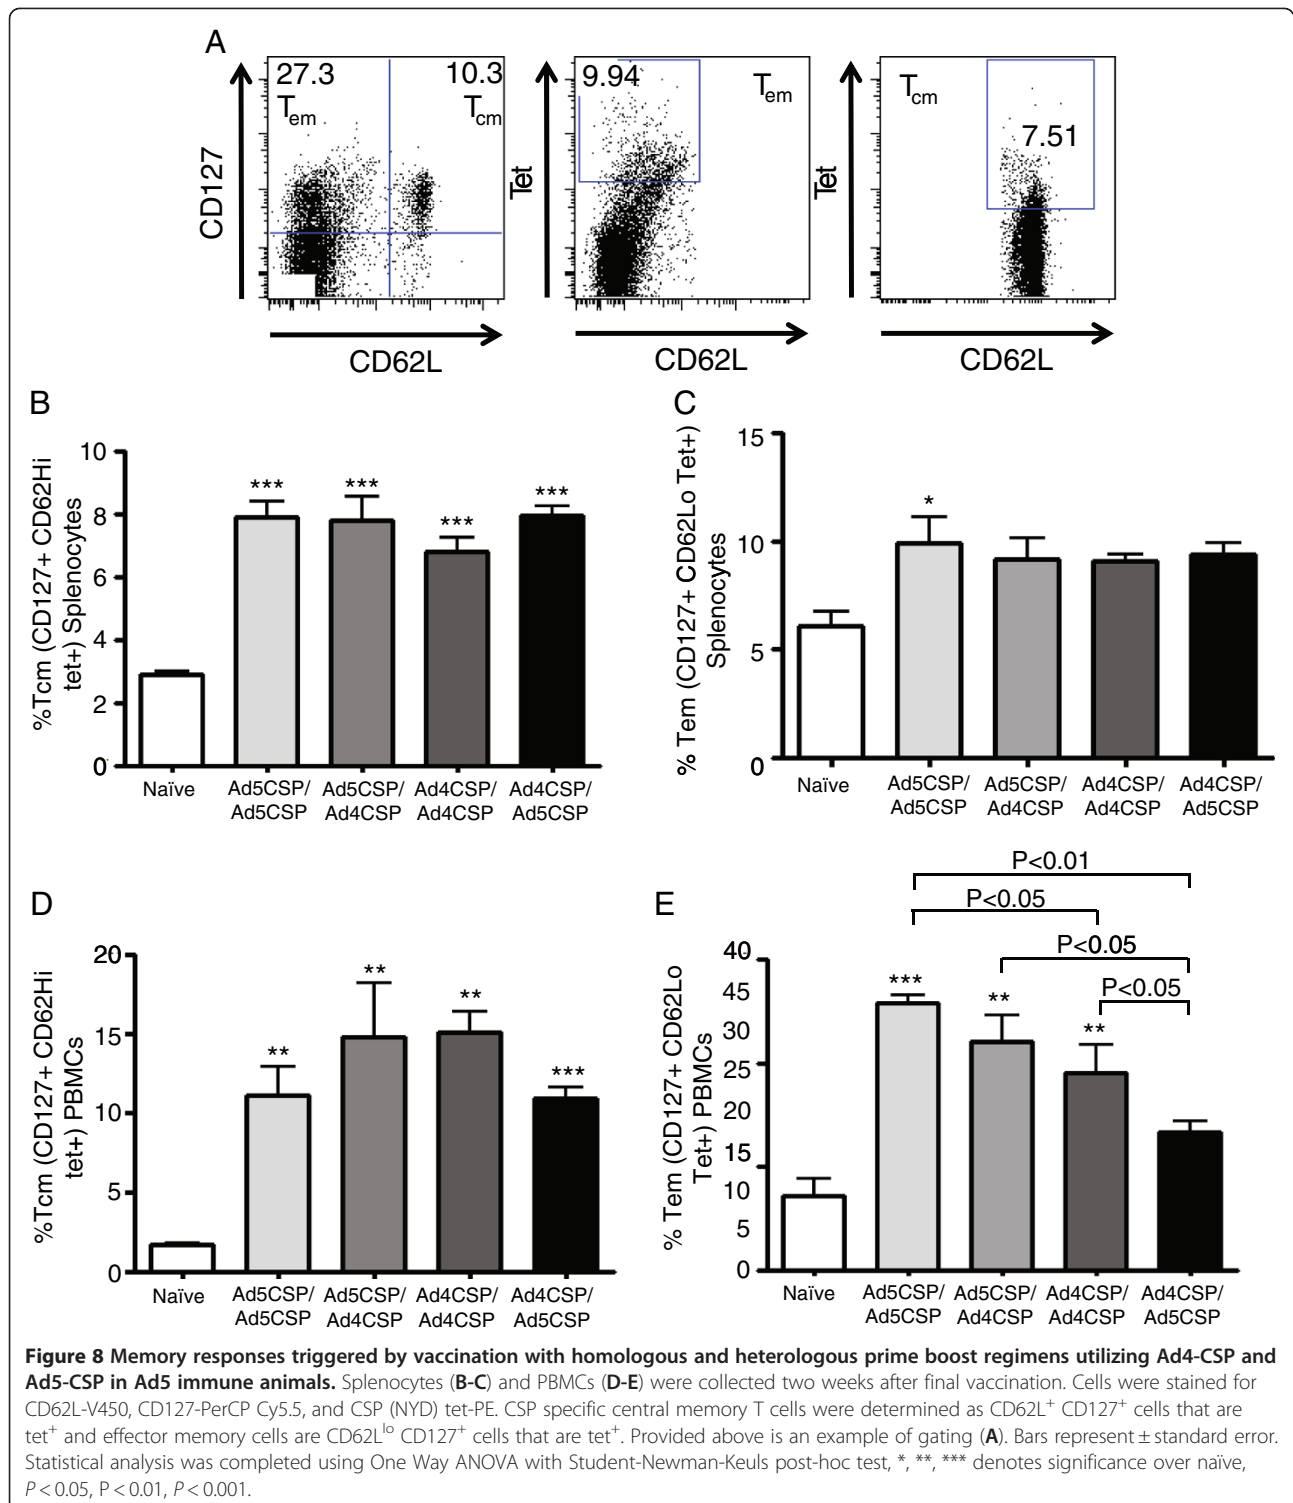 A
27.3
T_em
10.3
T_cm
CD127
CD62L
9.94
T_em
Tet
CD62L
T_cm
7.51
Tet
CD62L
B
%Tcm (CD127+ CD62Hi
tet+) Splenocytes
10
8
6
4
2
0
***
***
***
***
Naïve
Ad5CSP/
Ad5CSP
Ad5CSP/
Ad4CSP
Ad4CSP/
Ad4CSP
Ad4CSP/
Ad5CSP
C
% Tem (CD127+ CD62Lo Tet+)
Splenocytes
15
10
5
0
*
Naïve
Ad5CSP/
Ad5CSP
Ad5CSP/
Ad4CSP
Ad4CSP/
Ad4CSP
Ad4CSP/
Ad5CSP
D
%Tcm (CD127+ CD62Hi
tet+) PBMCs
20
15
10
5
0
**
**
**
***
Naïve
Ad5CSP/
Ad5CSP
Ad5CSP/
Ad4CSP
Ad4CSP/
Ad4CSP
Ad4CSP/
Ad5CSP
E
P<0.01
P<0.05
P<0.05
P<0.05
% Tem (CD127+ CD62Lo
Tet+) PBMCs
40
45
30
25
20
15
10
5
0
***
**
**
Naïve
Ad5CSP/
Ad5CSP
Ad5CSP/
Ad4CSP
Ad4CSP/
Ad4CSP
Ad4CSP/
Ad5CSP
Figure 8 Memory responses triggered by vaccination with homologous and heterologous prime boost regimens utilizing Ad4-CSP and
Ad5-CSP in Ad5 immune animals. Splenocytes (B-C) and PBMCs (D-E) were collected two weeks after final vaccination. Cells were stained for
CD62L-V450, CD127-PerCP Cy5.5, and CSP (NYD) tet-PE. CSP specific central memory T cells were determined as CD62L⁺ CD127⁺ cells that are
tet⁺ and effector memory cells are CD62Lˡᵒ CD127⁺ cells that are tet⁺. Provided above is an example of gating (A). Bars represent ± standard error.
Statistical analysis was completed using One Way ANOVA with Student-Newman-Keuls post-hoc test, *, **, *** denotes significance over naïve,
P < 0.05, P < 0.01, P < 0.001.